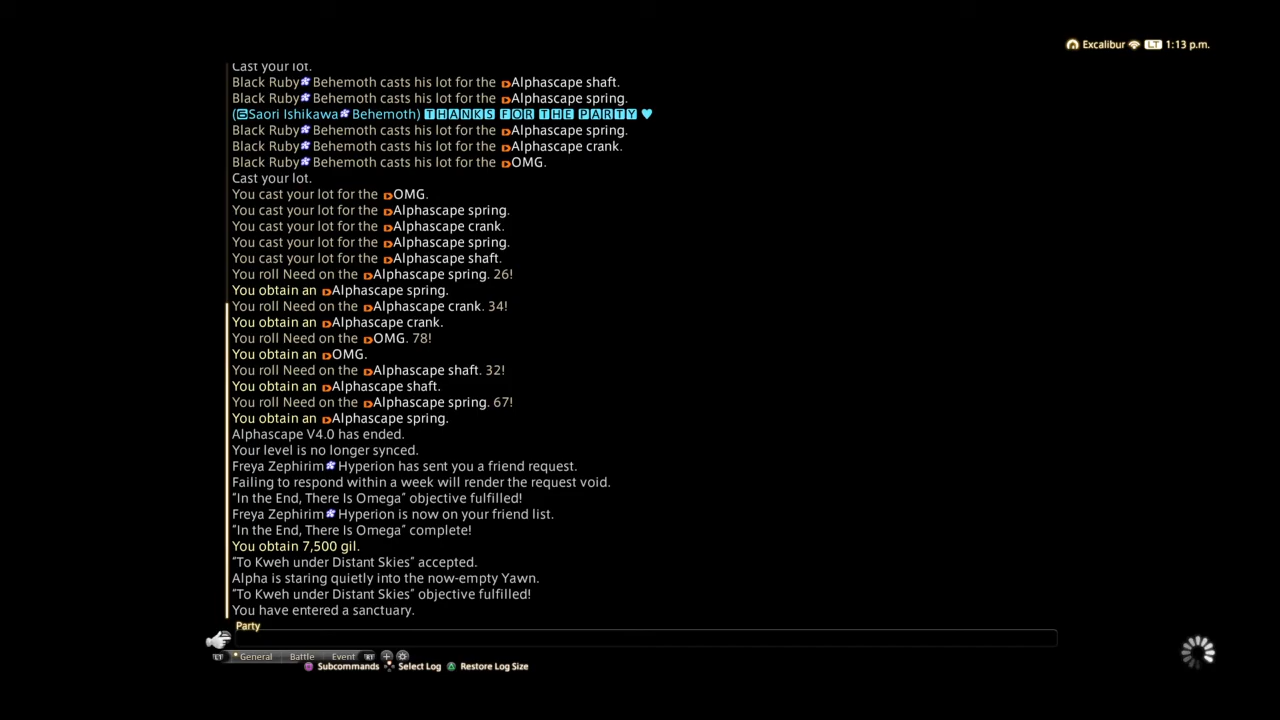 Excalibur LT 1:13 p.m.
Cast your lot.
Black Ruby Behemoth casts his lot for the Alphascape shaft.
Black Ruby Behemoth casts his lot for the Alphascape spring.
(Saori Ishikawa Behemoth) THANKS FOR THE PARTY ♥
Black Ruby Behemoth casts his lot for the Alphascape spring.
Black Ruby Behemoth casts his lot for the Alphascape crank.
Black Ruby Behemoth casts his lot for the OMG.
Cast your lot.
You cast your lot for the OMG.
You cast your lot for the Alphascape spring.
You cast your lot for the Alphascape crank.
You cast your lot for the Alphascape spring.
You cast your lot for the Alphascape shaft.
You roll Need on the Alphascape spring. 26!
You obtain an Alphascape spring.
You roll Need on the Alphascape crank. 34!
You obtain an Alphascape crank.
You roll Need on the OMG. 78!
You obtain an OMG.
You roll Need on the Alphascape shaft. 32!
You obtain an Alphascape shaft.
You roll Need on the Alphascape spring. 67!
You obtain an Alphascape spring.
Alphascape V4.0 has ended.
Your level is no longer synced.
Freya Zephirim Hyperion has sent you a friend request.
Failing to respond within a week will render the request void.
“In the End, There Is Omega” objective fulfilled!
Freya Zephirim Hyperion is now on your friend list.
“In the End, There Is Omega” complete!
You obtain 7,500 gil.
“To Kweh under Distant Skies” accepted.
Alpha is staring quietly into the now-empty Yawn.
“To Kweh under Distant Skies” objective fulfilled!
You have entered a sanctuary.
Party
LT General Battle Event RT
Subcommands Select Log Restore Log Size